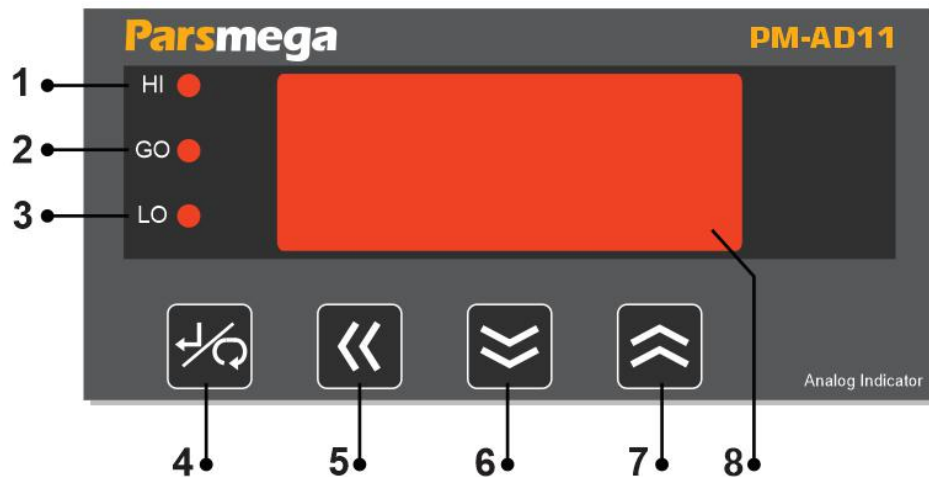 Parsmega PM-AD11
1 HI
2 GO
3 LO
Analog Indicator
4 5 6 7 8